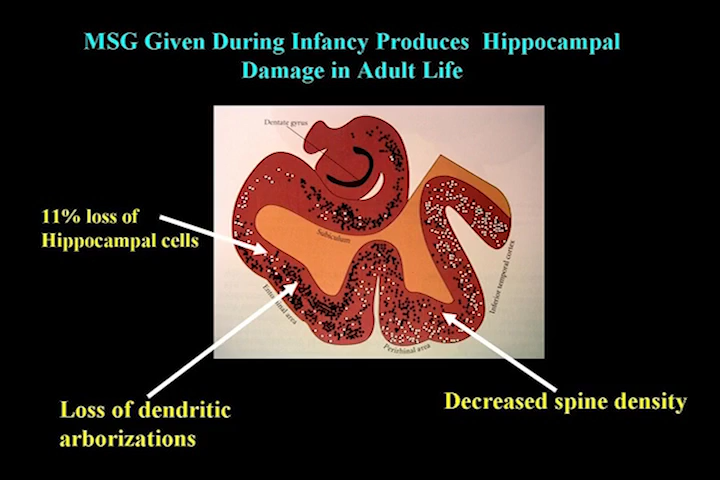 MSG Given During Infancy Produces Hippocampal
Damage in Adult Life
Dentate gyrus
11% loss of
Hippocampal cells
Subiculum
Inferior temporal cortex
area
Perirhinal area
Loss of dendritic
arborizations
Decreased spine density